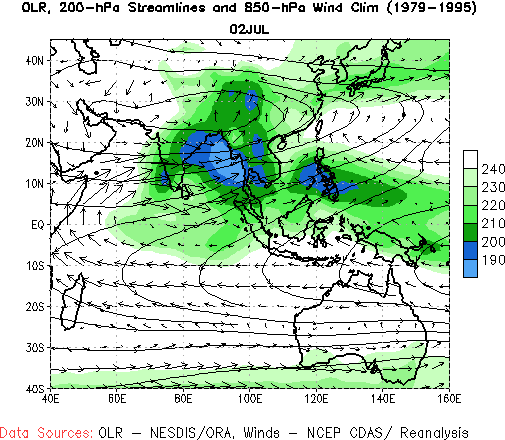 OLR, 200-hPa Streamlines and 850-hPa Wind Clim (1979-1995)
02JUL
40N
30N
20N
10N
EQ
10S
20S
30S
40S
40E 60E 80E 100E 120E 140E 160E
240
230
220
210
200
190
Data Sources: OLR - NESDIS/ORA, Winds - NCEP CDAS/ Reanalysis